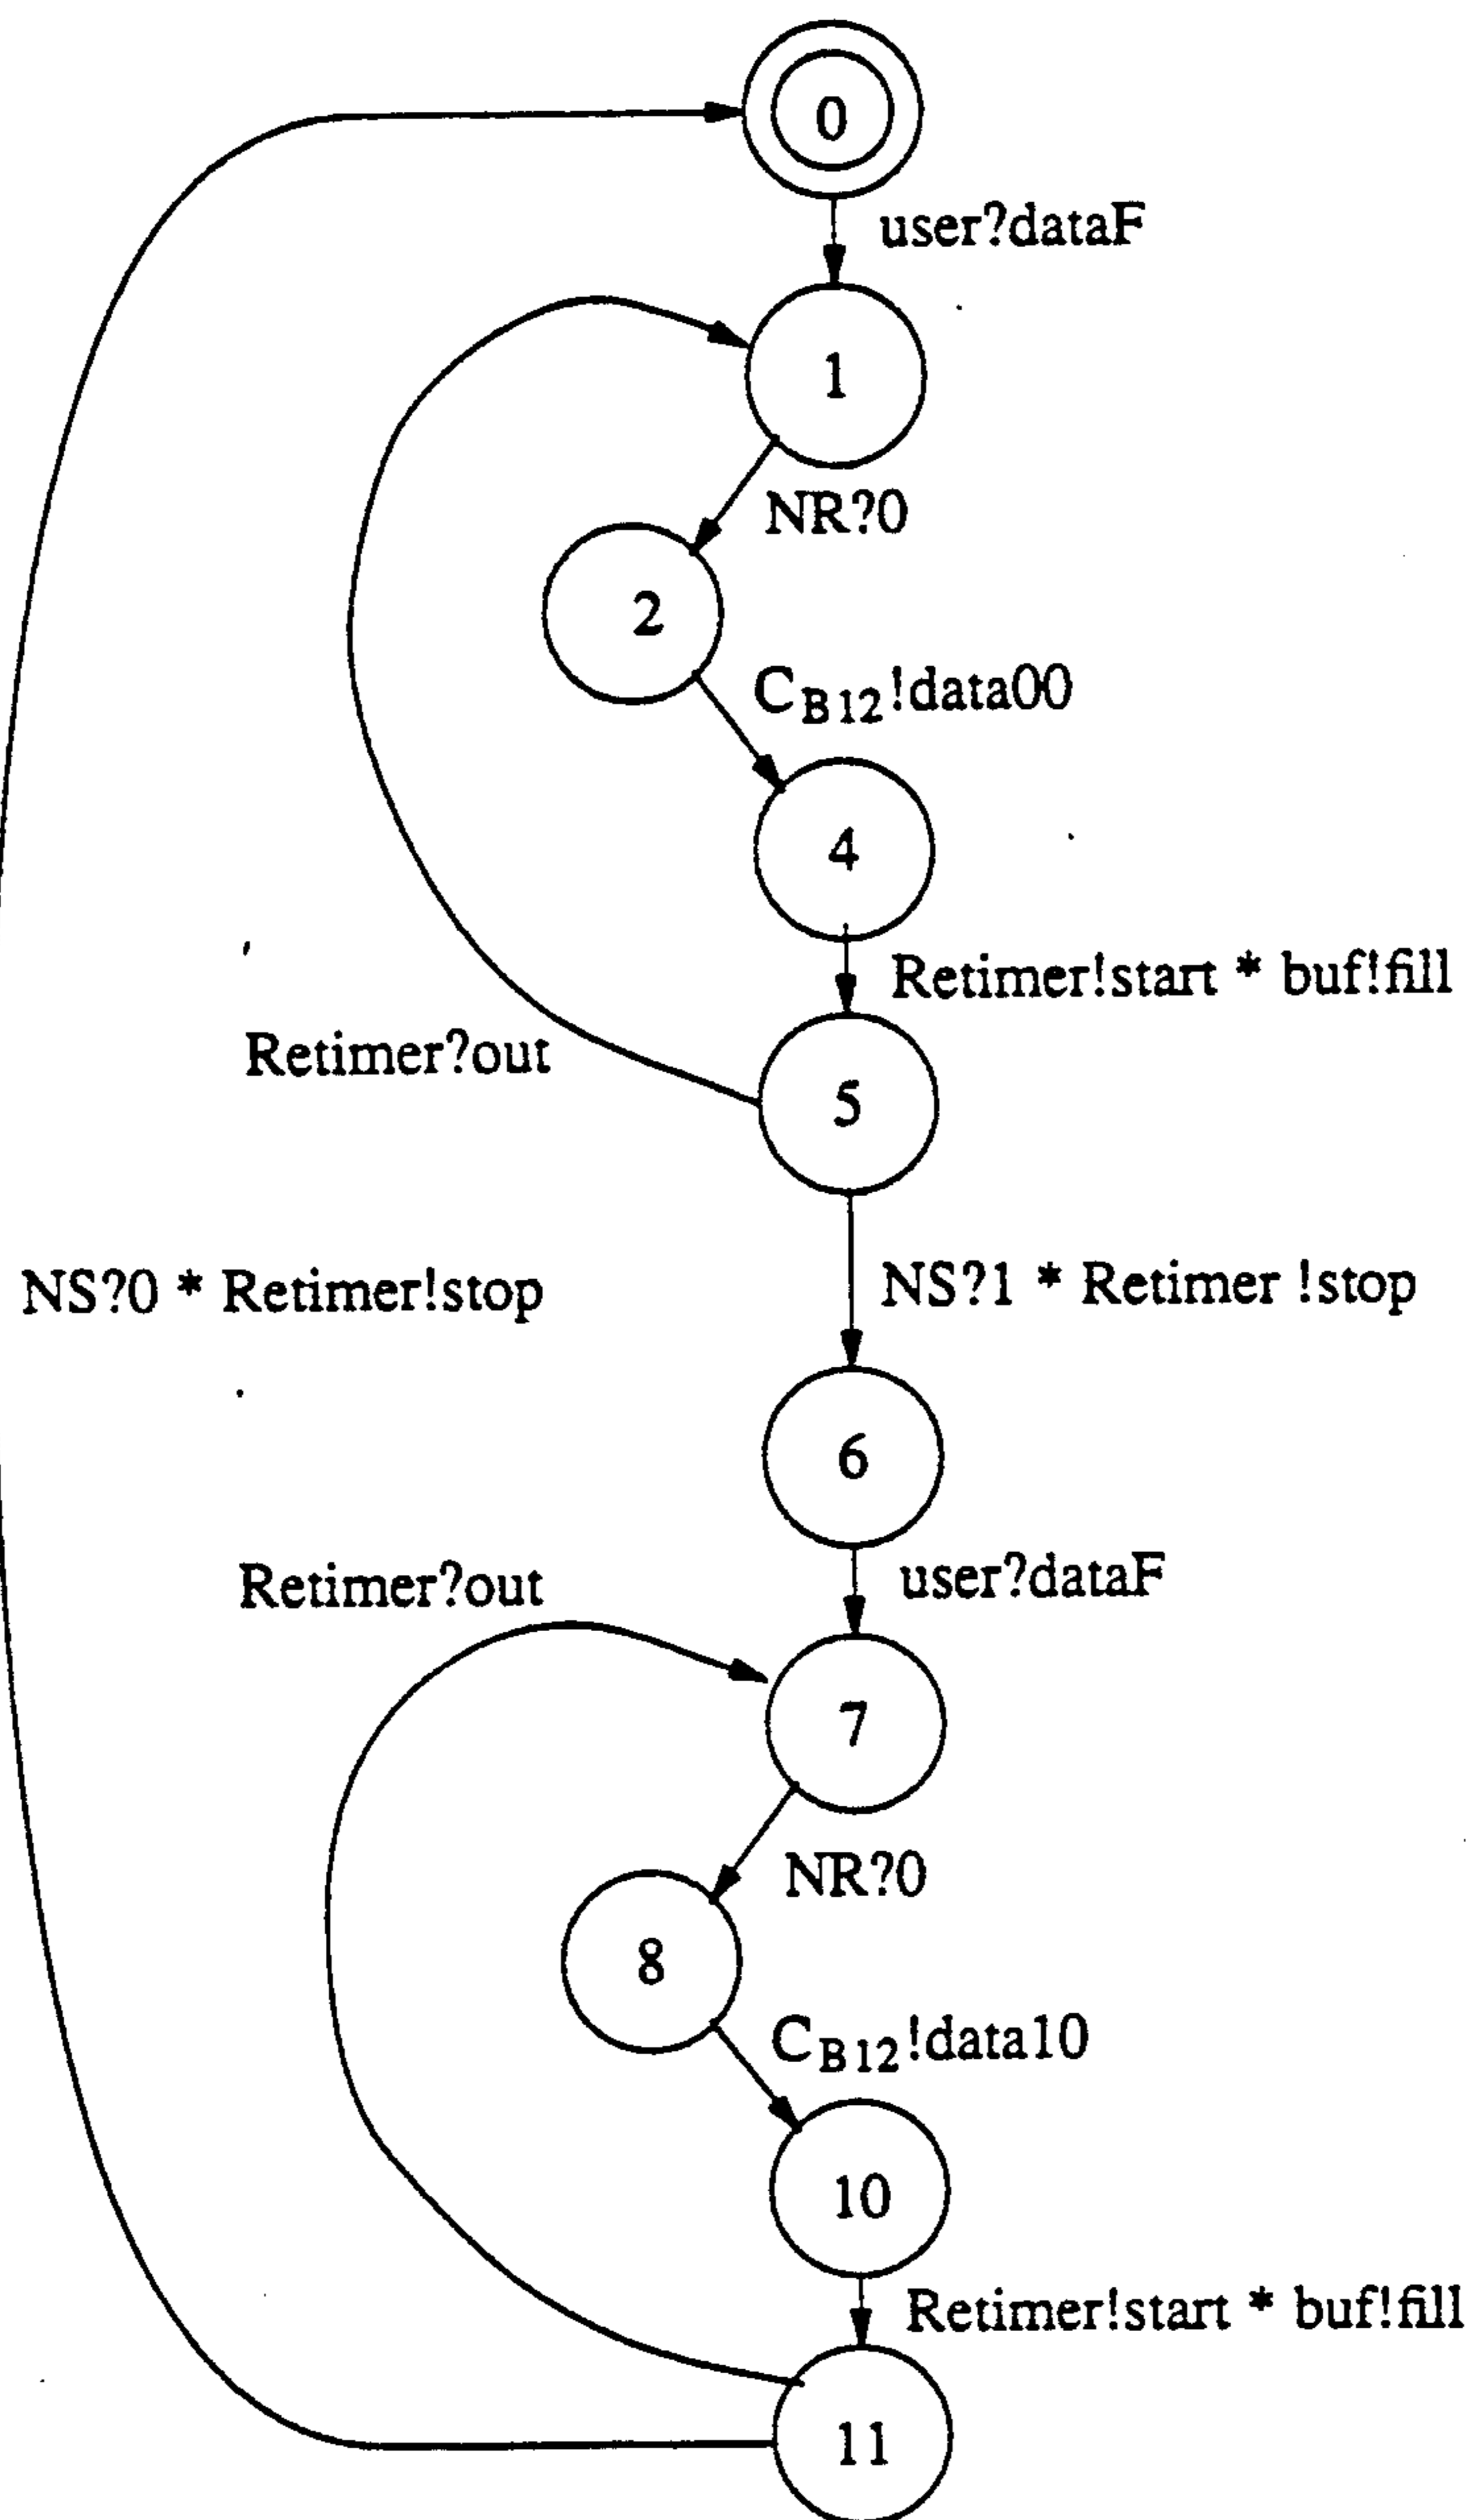 0
user?dataF
1
NR?0
2
C_B12!data00
4
Retimer!start * buf!fill
Retimer?out
5
NS?0 * Retimer!stop
NS?1 * Retimer !stop
6
Retimer?out
user?dataF
7
NR?0
8
C_B12!data10
10
Retimer!start * buf!fill
11